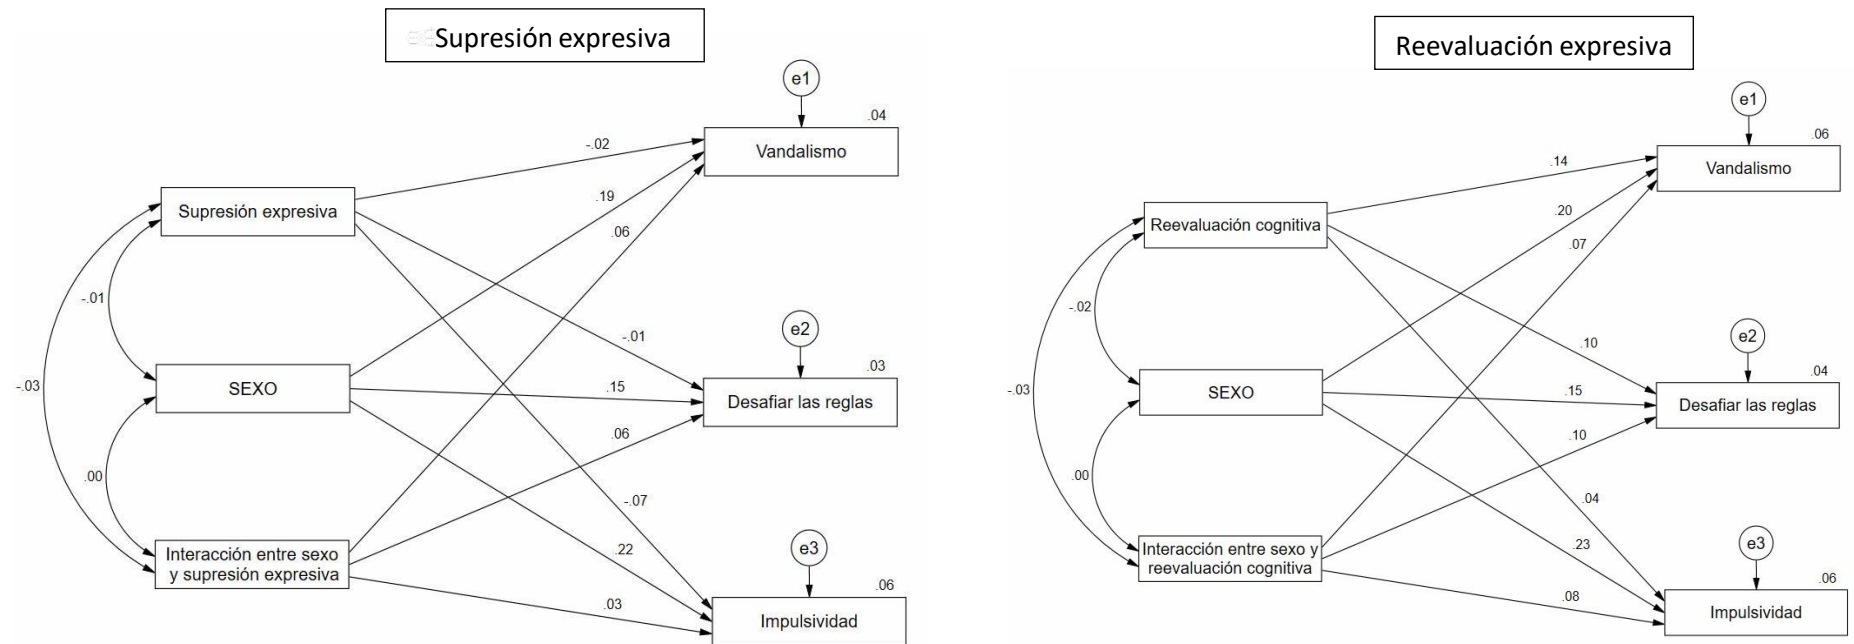 Supresión expresiva
e1
.04
Vandalismo
-.02
.19
.06
Supresión expresiva
-.01
-.01
e2
.03
-.03
SEXO
.15
Desafiar las reglas
.06
.00
-.07
.22
e3
Interacción entre sexo
y supresión expresiva
.06
.03
Impulsividad
Reevaluación expresiva
e1
.06
.14
Vandalismo
.20
Reevaluación cognitiva
.07
-.02
.10
e2
.04
-.03
SEXO
.15
Desafiar las reglas
.10
.00
.04
.23
e3
Interacción entre sexo y
reevaluación cognitiva
.06
.08
Impulsividad